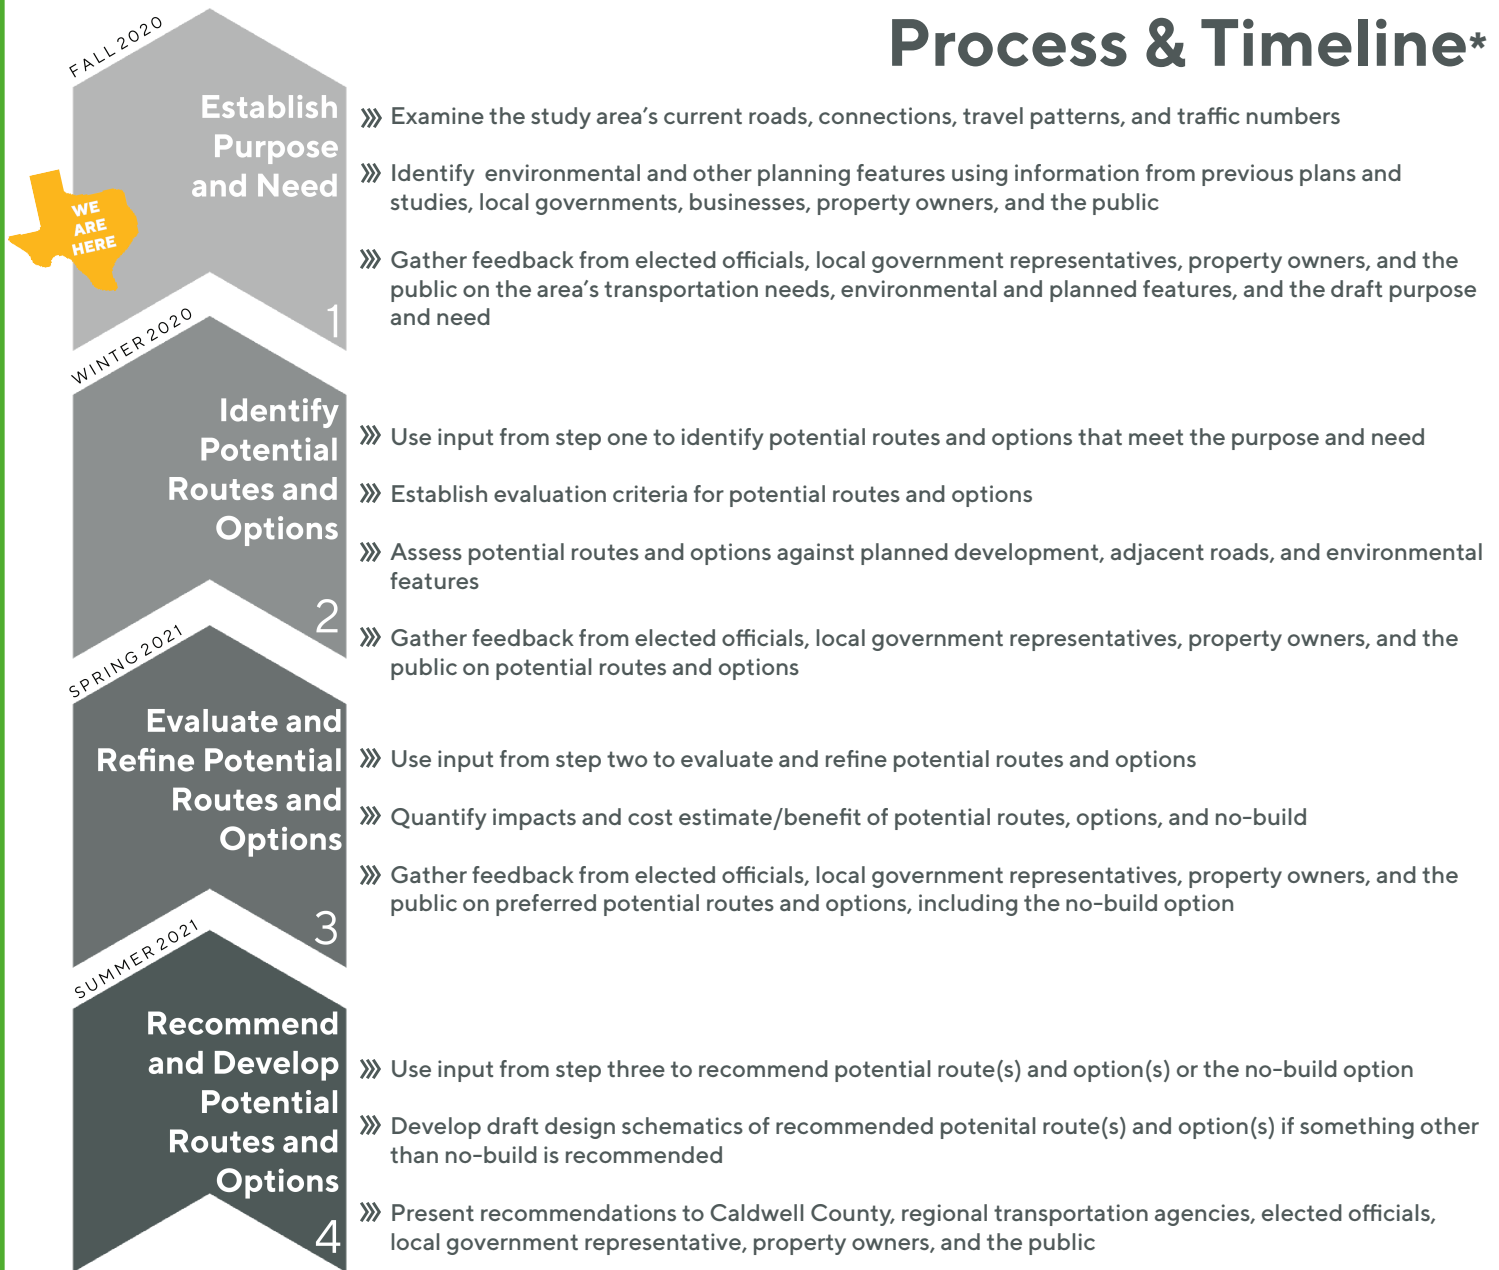 Process & Timeline*
FALL 2020
Establish
Purpose
and Need
1
WE
ARE
HERE
Examine the study area's current roads, connections, travel patterns, and traffic numbers
Identify environmental and other planning features using information from previous plans and
studies, local governments, businesses, property owners, and the public
Gather feedback from elected officials, local government representatives, property owners, and the
public on the area's transportation needs, environmental and planned features, and the draft purpose
and need
WINTER 2020
Identify
Potential
Routes and
Options
2
Use input from step one to identify potential routes and options that meet the purpose and need
Establish evaluation criteria for potential routes and options
Assess potential routes and options against planned development, adjacent roads, and environmental
features
Gather feedback from elected officials, local government representatives, property owners, and the
public on potential routes and options
SPRING 2021
Evaluate and
Refine Potential
Routes and
Options
3
Use input from step two to evaluate and refine potential routes and options
Quantify impacts and cost estimate/benefit of potential routes, options, and no-build
Gather feedback from elected officials, local government representatives, property owners, and the
public on preferred potential routes and options, including the no-build option
SUMMER 2021
Recommend
and Develop
Potential
Routes and
Options
4
Use input from step three to recommend potential route(s) and option(s) or the no-build option
Develop draft design schematics of recommended potenital route(s) and option(s) if something other
than no-build is recommended
Present recommendations to Caldwell County, regional transportation agencies, elected officials,
local government representative, property owners, and the public